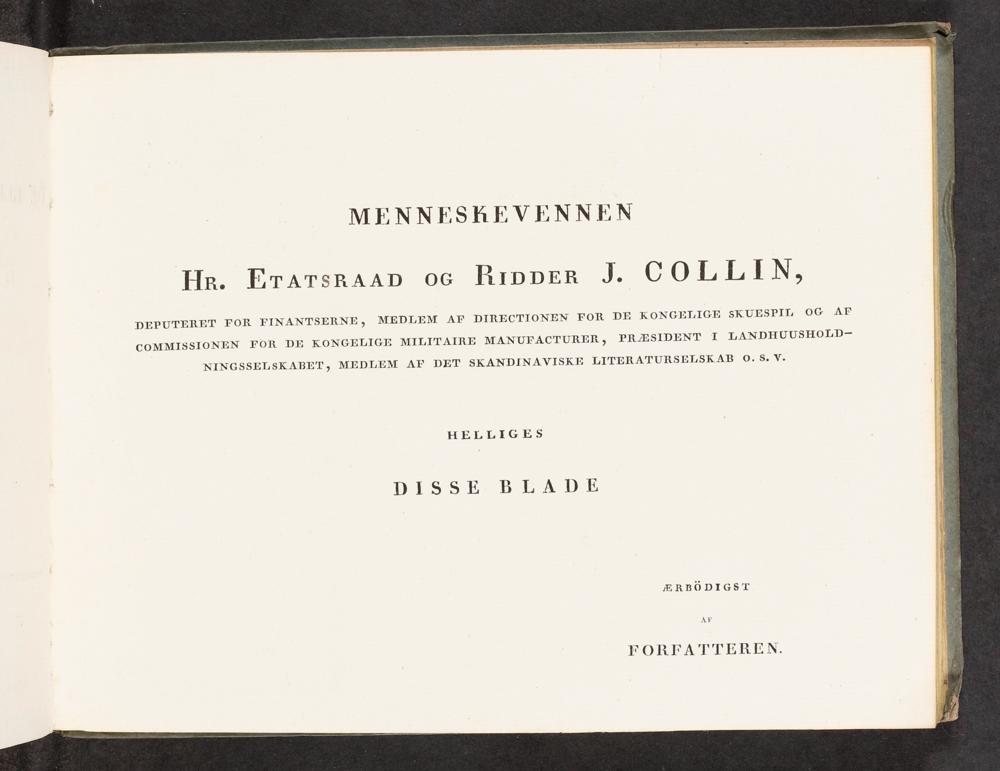 MENNESKEVENNEN
HR. ETATSRAAD OG RIDDER J. COLLIN,
DEPUTERET FOR FINANTSERNE, MEDLEM AF DIRECTIONEN FOR DE KONGELIGE SKUESPIL OG AF
COMMISSIONEN FOR DE KONGELIGE MILITAIRE MANUFACTURER, PRÆSIDENT I LANDHUUSHOLD-
NINGSSELSKABET, MEDLEM AF DET SKANDINAVISKE LITERATURSELSKAB O. S. V.
HELLIGES
DISSE BLADE
ÆRBÖDIGST
AF
FORFATTEREN.